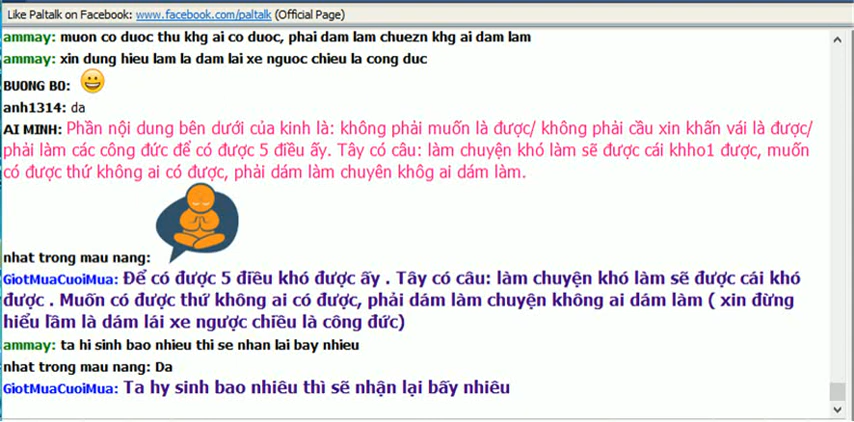 Like Paltalk on Facebook: www.facebook.com/paltalk (Official Page)
ammay: muon co duoc thu khg ai co duoc, phai dam lam chuezn khg ai dam lam
ammay: xin dung hieu lam la dam lai xe nguoc chieu la cong duc
BUONG BO:
anh1314: da
AI MINH: Phần nội dung bên dưới của kinh là: không phải muốn là được/ không phải cầu xin khấn vái là được/
phải làm các công đức để có được 5 điều ấy. Tây có câu: làm chuyện khó làm sẽ được cái khho1 được, muốn
có được thứ không ai có được, phải dám làm chuyên khôg ai dám làm.
nhat trong mau nang:
GiotMuaCuoiMua: Để có được 5 điều khó được ấy . Tây có câu: làm chuyện khó làm sẽ được cái khó
được . Muốn có được thứ không ai có được, phải dám làm chuyện không ai dám làm ( xin đừng
hiểu lầm là dám lái xe ngược chiều là công đức)
ammay: ta hi sinh bao nhieu thi se nhan lai bay nhieu
nhat trong mau nang: Da
GiotMuaCuoiMua: Ta hy sinh bao nhiêu thì sẽ nhận lại bấy nhiêu